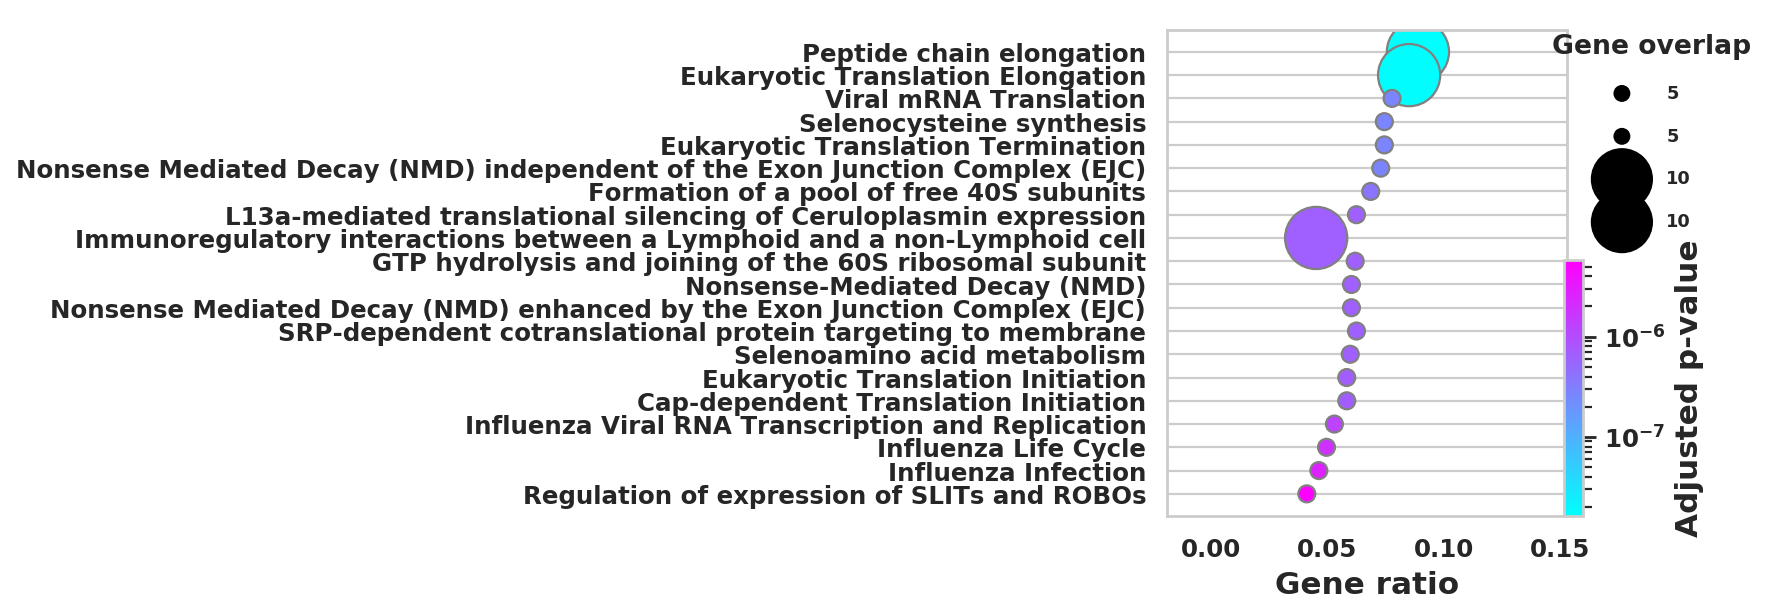 Peptide chain elongation
Eukaryotic Translation Elongation
Viral mRNA Translation
Selenocysteine synthesis
Eukaryotic Translation Termination
Nonsense Mediated Decay (NMD) independent of the Exon Junction Complex (EJC)
Formation of a pool of free 40S subunits
L13a-mediated translational silencing of Ceruloplasmin expression
Immunoregulatory interactions between a Lymphoid and a non-Lymphoid cell
GTP hydrolysis and joining of the 60S ribosomal subunit
Nonsense-Mediated Decay (NMD)
Nonsense Mediated Decay (NMD) enhanced by the Exon Junction Complex (EJC)
SRP-dependent cotranslational protein targeting to membrane
Selenoamino acid metabolism
Eukaryotic Translation Initiation
Cap-dependent Translation Initiation
Influenza Viral RNA Transcription and Replication
Influenza Life Cycle
Influenza Infection
Regulation of expression of SLITs and ROBOs
0.00 0.05 0.10 0.15
Gene ratio
Gene overlap
5
5
10
10
10⁻⁶
10⁻⁷
Adjusted p-value